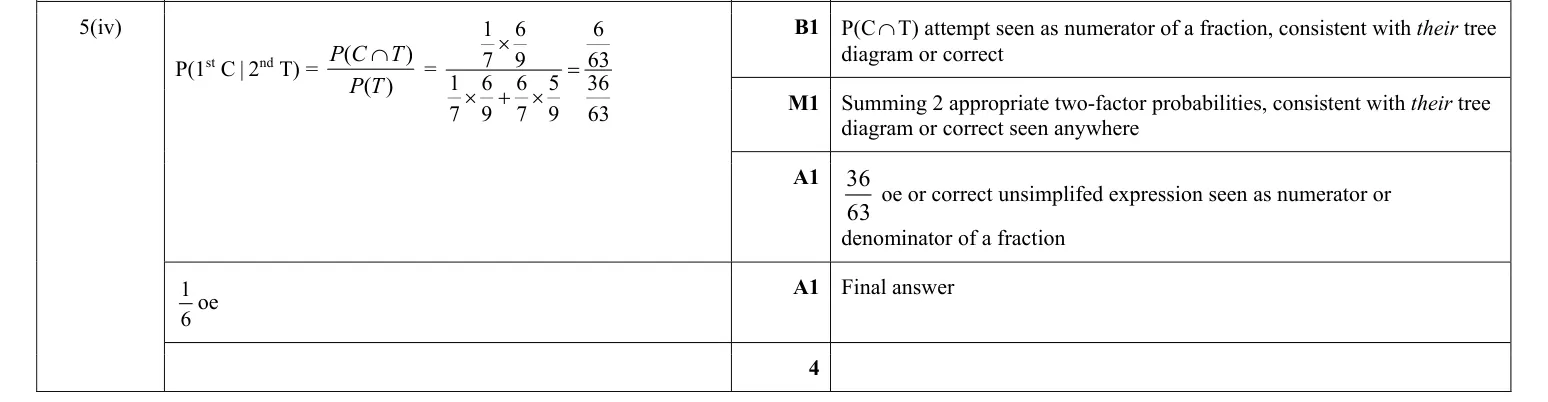 5(iv)
P(1st C | 2nd T) = P(C ∩ T) / P(T) = (1/7 × 6/9) / (1/7 × 6/9 + 6/7 × 5/9) = (6/63) / (36/63)
B1 P(C∩T) attempt seen as numerator of a fraction, consistent with their tree
diagram or correct
M1 Summing 2 appropriate two-factor probabilities, consistent with their tree
diagram or correct seen anywhere
A1 36/63 oe or correct unsimplifed expression seen as numerator or
denominator of a fraction
1/6 oe
A1 Final answer
4